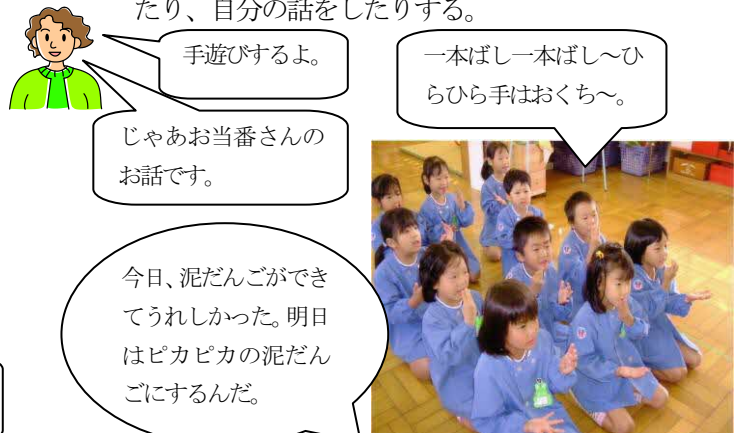 たり、自分の話をしたりする。
手遊びするよ。
一本ばし一本ばし～ひ
らひら手はおくち～。
じゃあお当番さんの
お話です。
今日、泥だんごができ
てうれしかった。明日
はピカピカの泥だん
ごにするんだ。